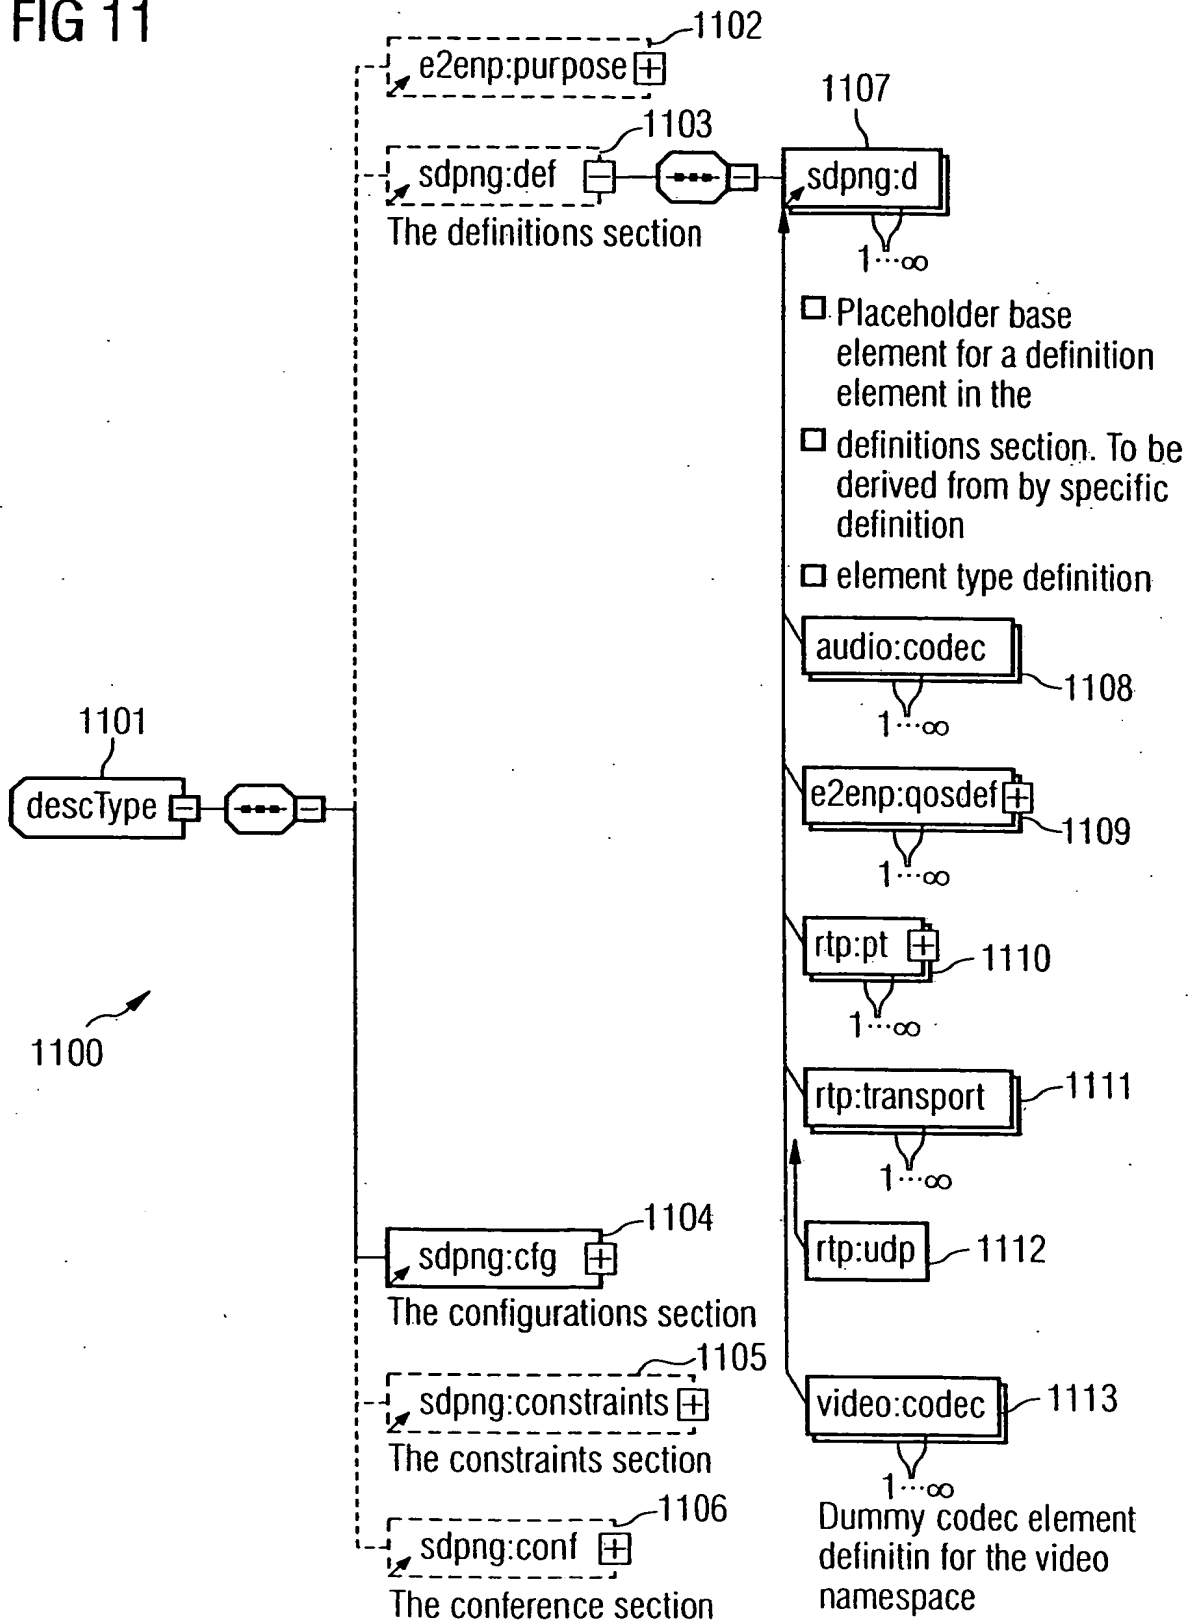 FIG 11
1102
e2enp:purpose
1103
sdpng:def
The definitions section
1107
sdpng:d
1···∞
Placeholder base
element for a definition
element in the
definitions section. To be
derived from by specific
definition
element type definition
audio:codec
1108
1···∞
1101
descType
e2enp:qosdef
1109
1···∞
rtp:pt
1110
1···∞
1100
rtp:transport
1111
1···∞
1104
sdpng:cfg
The configurations section
rtp:udp
1112
1105
sdpng:constraints
The constraints section
video:codec
1113
1···∞
Dummy codec element
definitin for the video
namespace
1106
sdpng:conf
The conference section